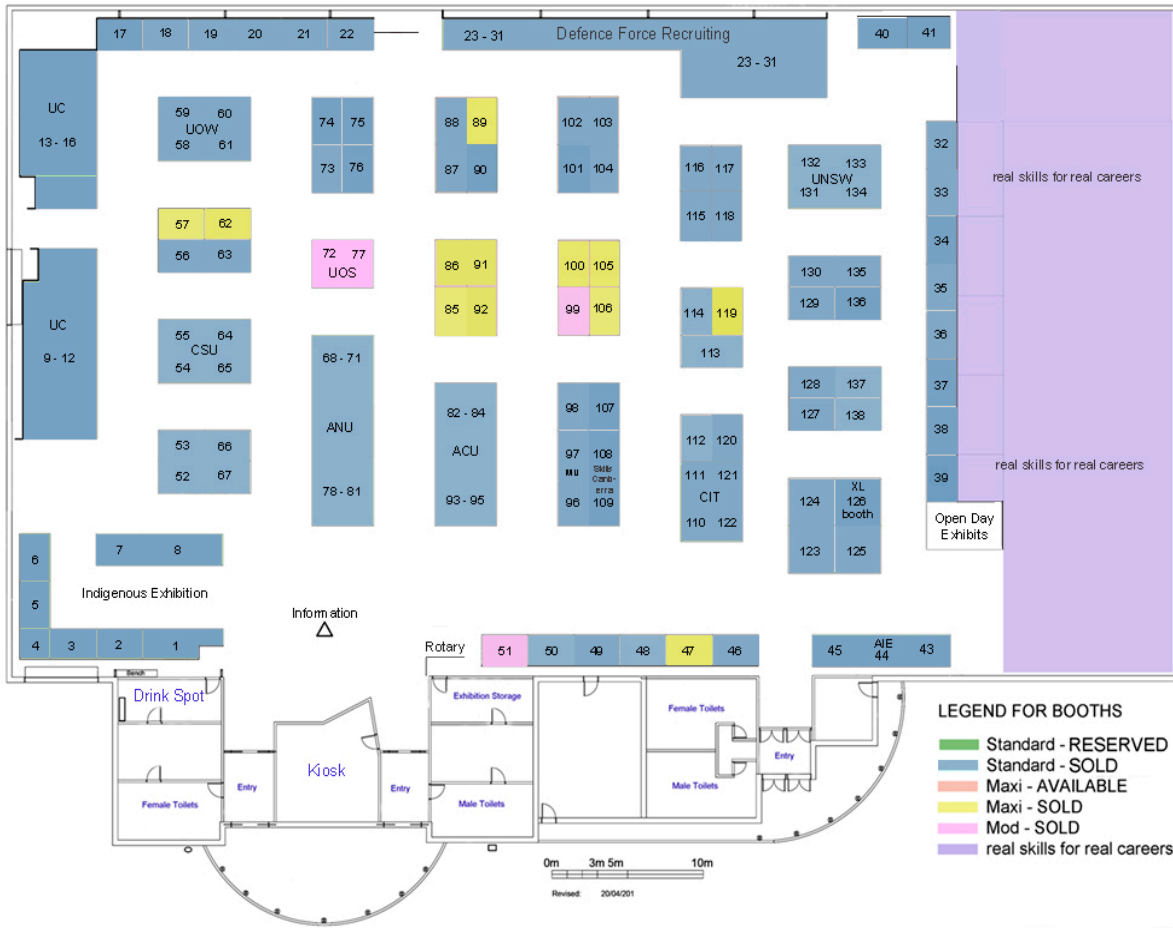 17 18 19 20 21 22
23 - 31 Defence Force Recruiting
23 - 31
40 41
UC
13 - 16
59 60
UOW
58 61
74 75
73 76
88 89
87 90
102 103
101 104
116 117
115 118
132 133
UNSW
131 134
32
33
34
35
36
37
38
39
real skills for real careers
57 62
56 63
72 77
UOS
86 91
85 92
100 105
99 106
130 135
129 136
114 119
113
UC
9 - 12
55 64
CSU
54 65
68 - 71
ANU
78 - 81
82 - 84
ACU
93 - 95
98 107
97 108
MU Skills
Canb-
erra
96 109
128 137
127 138
112 120
111 121
CIT
110 122
53 66
52 67
real skills for real careers
124 XL
126
booth
123 125
Open Day
Exhibits
6
5
7 8
Indigenous Exhibition
4 3 2 1
Information
Rotary
51 50 49 48 47 46
45 AIE 43
44
Bench
Drink Spot
Exhibition Storage
Female Toilets
Kiosk
Entry
Entry
Entry
Female Toilets
Male Toilets
Male Toilets
LEGEND FOR BOOTHS
Standard - RESERVED
Standard - SOLD
Maxi - AVAILABLE
Maxi - SOLD
Mod - SOLD
real skills for real careers
0m 3m 5m 10m
Revised: 20/04/201